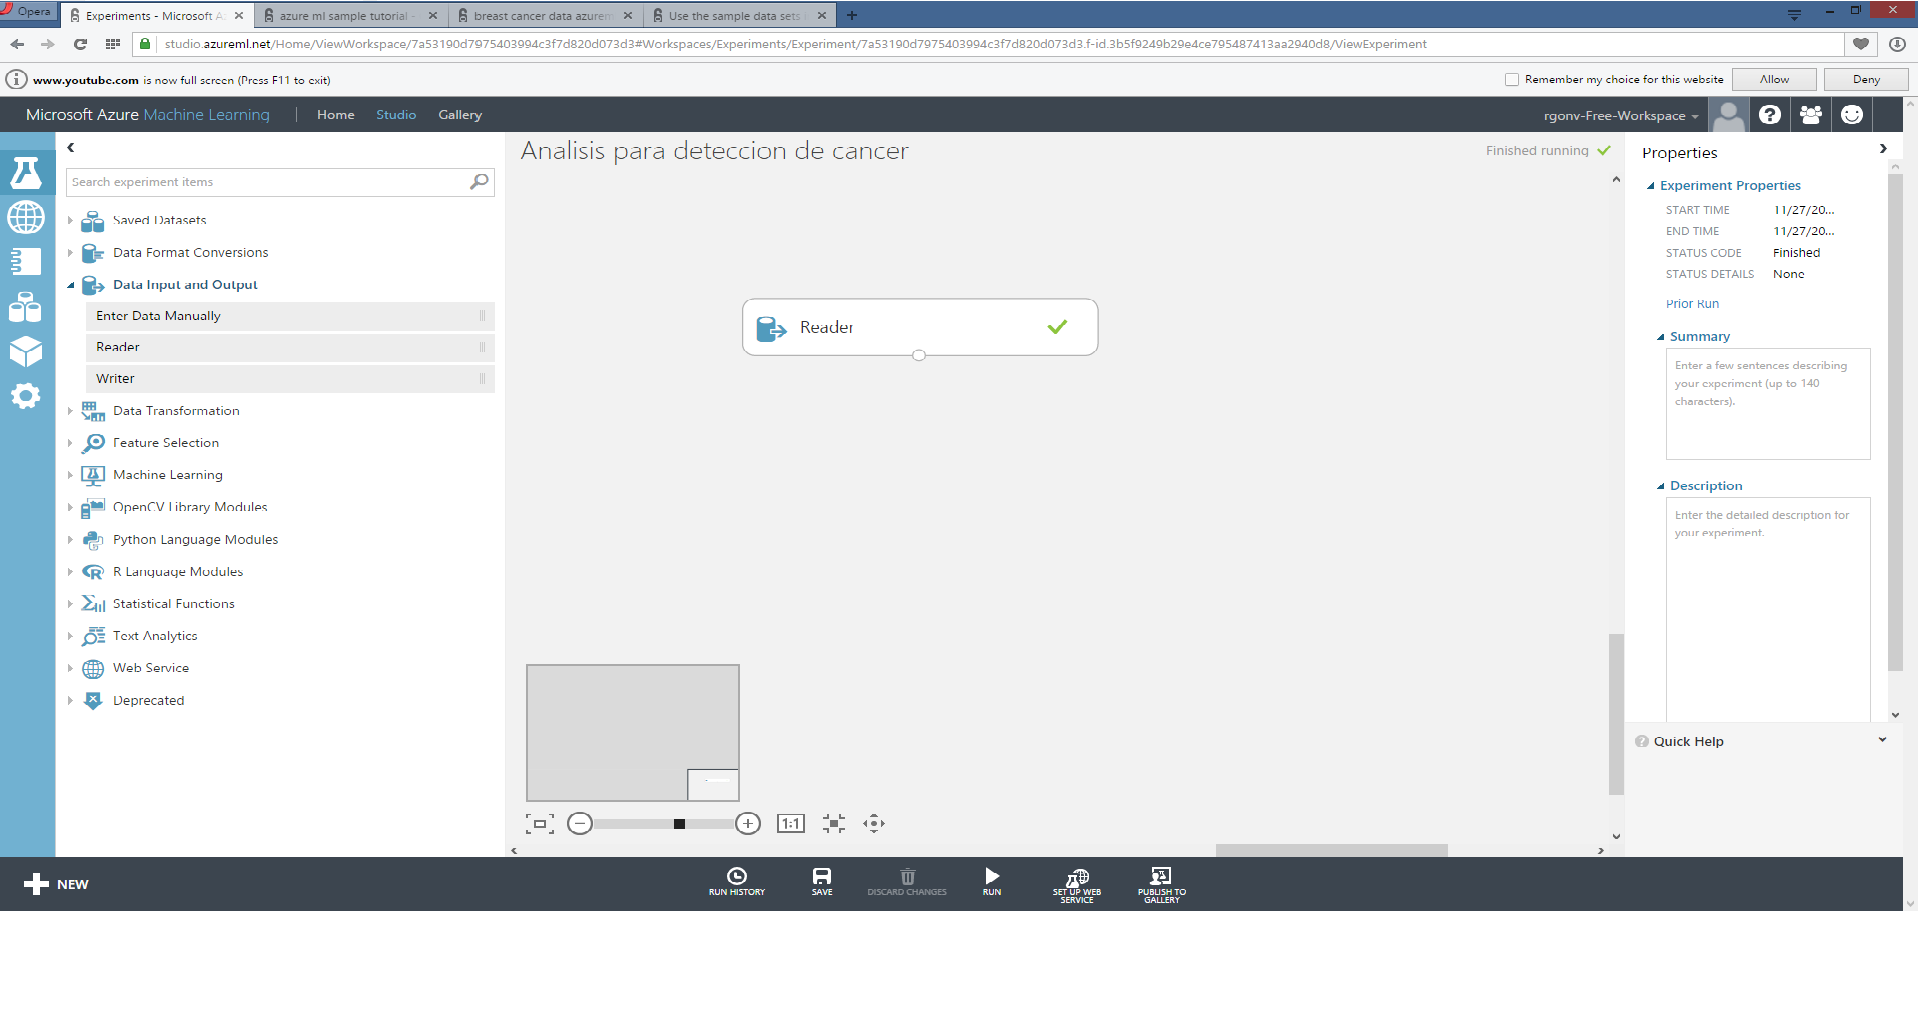 Opera
Experiments - Microsoft A
azure ml sample tutorial -
breast cancer data azurem
Use the sample data sets i
studio.azureml.net/Home/ViewWorkspace/7a53190d7975403994c3f7d820d073d3#Workspaces/Experiments/Experiment/7a53190d7975403994c3f7d820d073d3.f-id.3b5f9249b29e4ce795487413aa2940d8/ViewExperiment
www.youtube.com is now full screen (Press F11 to exit)
Remember my choice for this website
Allow
Deny
Microsoft Azure Machine Learning
Home
Studio
Gallery
rgonv-Free-Workspace
Search experiment items
Saved Datasets
Data Format Conversions
Data Input and Output
Enter Data Manually
Reader
Writer
Data Transformation
Feature Selection
Machine Learning
OpenCV Library Modules
Python Language Modules
R Language Modules
Statistical Functions
Text Analytics
Web Service
Deprecated
Analisis para deteccion de cancer
Finished running
Reader
1:1
Properties
Experiment Properties
START TIME 11/27/20...
END TIME 11/27/20...
STATUS CODE Finished
STATUS DETAILS None
Prior Run
Summary
Enter a few sentences describing
your experiment (up to 140
characters).
Description
Enter the detailed description for
your experiment.
Quick Help
NEW
RUN HISTORY
SAVE
DISCARD CHANGES
RUN
SET UP WEB
SERVICE
PUBLISH TO
GALLERY